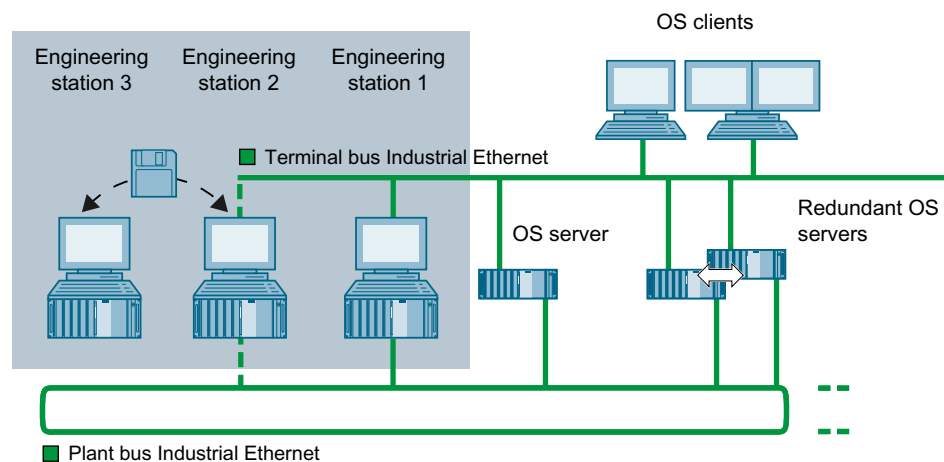 OS clients
Engineering
station 3
Engineering
station 2
Engineering
station 1
Terminal bus Industrial Ethernet
OS server
Redundant OS
servers
Plant bus Industrial Ethernet